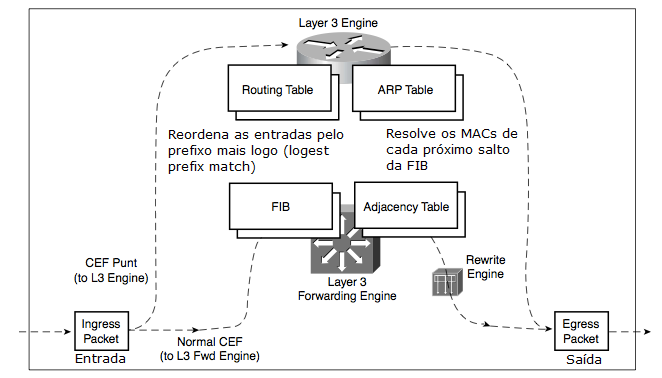 Layer 3 Engine
Routing Table
ARP Table
Reordena as entradas pelo
prefixo mais logo (logest
prefix match)
Resolve os MACs de
cada próximo salto
da FIB
FIB
Adjacency Table
CEF Punt
(to L3 Engine)
Layer 3
Forwarding Engine
Rewrite
Engine
Ingress
Packet
Entrada
Normal CEF
(to L3 Fwd Engine)
Egress
Packet
Saída